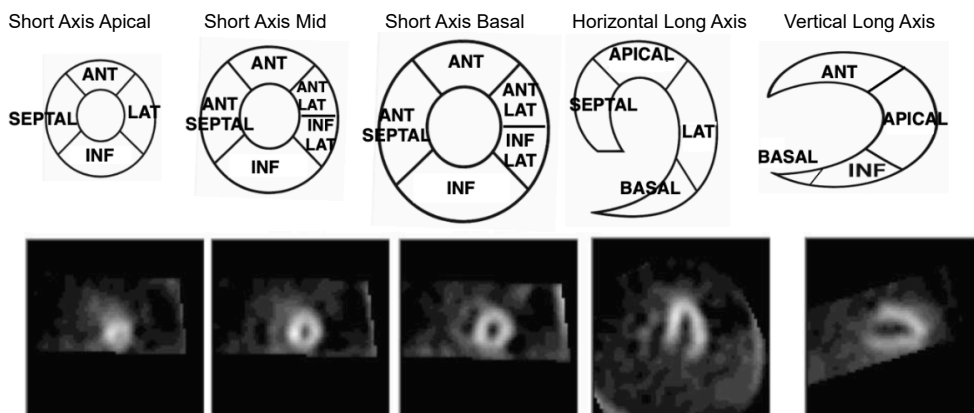 Short Axis Apical Short Axis Mid Short Axis Basal Horizontal Long Axis Vertical Long Axis
ANT
SEPTAL LAT
INF
ANT
ANT SEPTAL
ANT LAT
INF LAT
INF
ANT
ANT SEPTAL
ANT LAT
INF LAT
INF
APICAL
SEPTAL
LAT
BASAL
ANT
APICAL
BASAL
INF